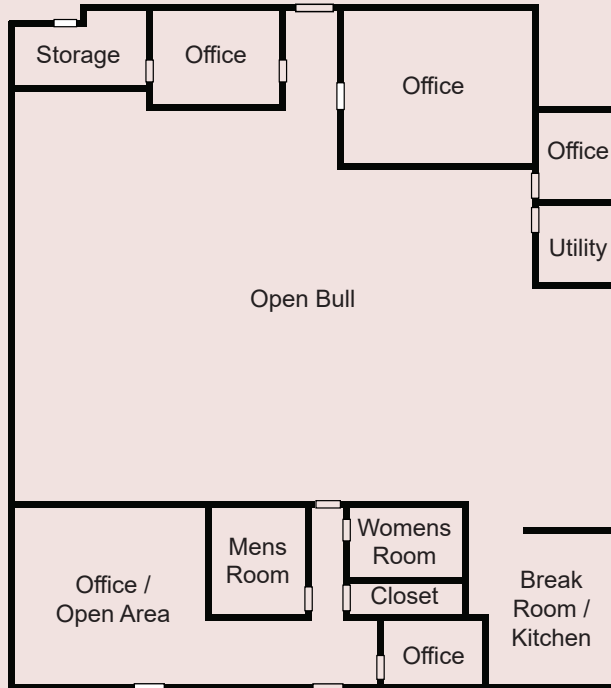 Storage
Office
Office
Office
Utility
Open Bull
Mens
Room
Womens
Room
Closet
Office /
Open Area
Break
Room /
Kitchen
Office